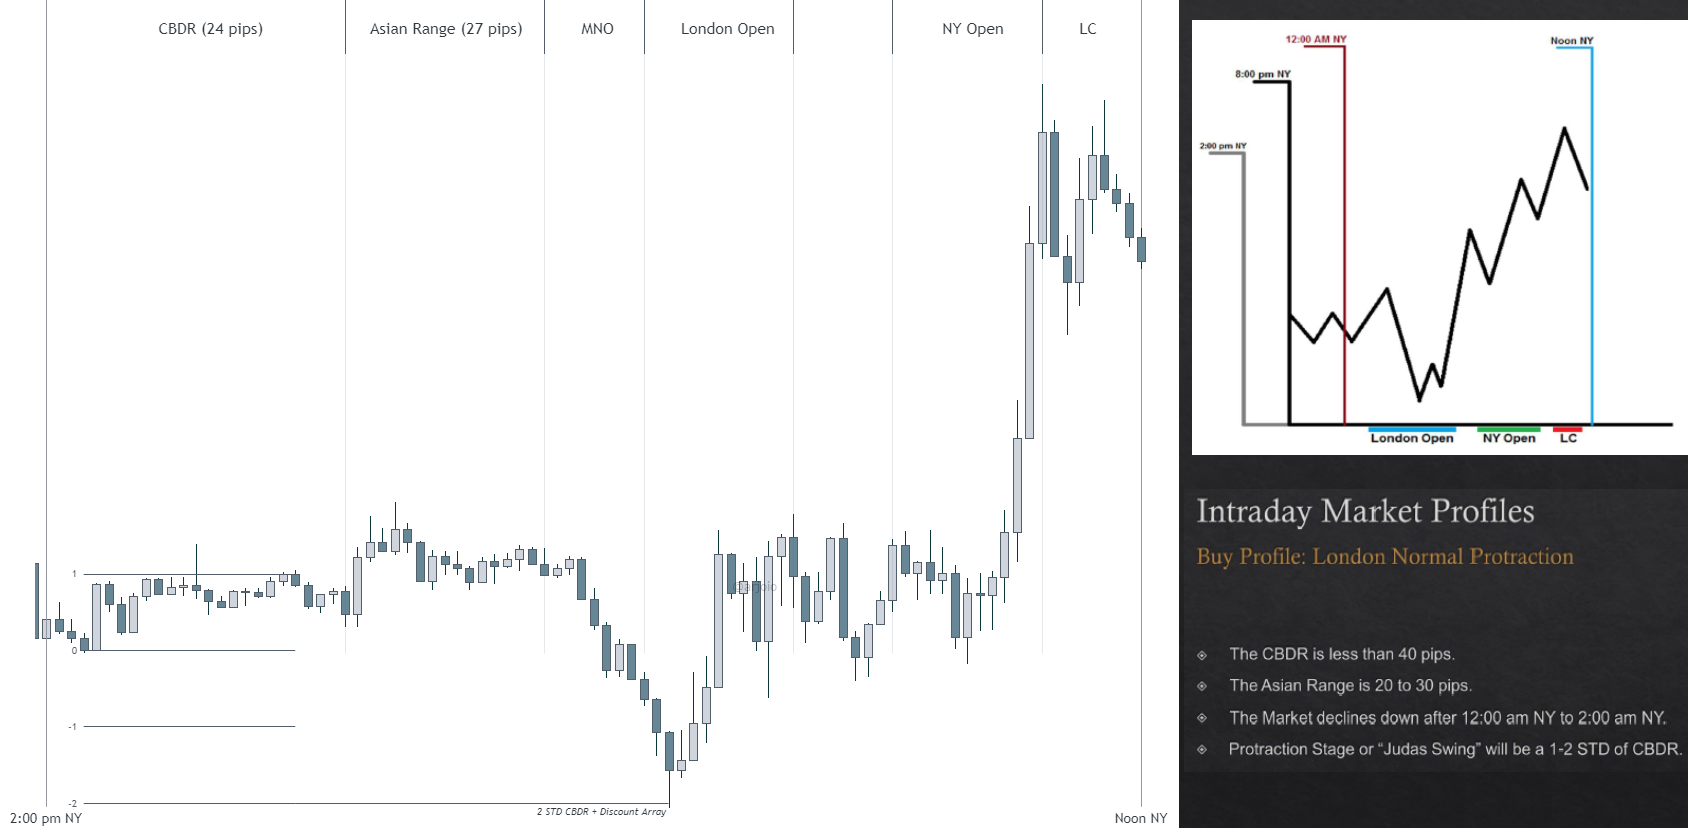 CBDR (24 pips)
Asian Range (27 pips)
MNO
London Open
NY Open
LC
1
0
-1
-2
2 STD CBDR + Discount Array
2:00 pm NY
Noon NY
12:00 AM NY
Noon NY
8:00 pm NY
2:00 pm NY
London Open
NY Open
LC
Intraday Market Profiles
Buy Profile: London Normal Protraction
The CBDR is less than 40 pips.
The Asian Range is 20 to 30 pips.
The Market declines down after 12:00 am NY to 2:00 am NY.
Protraction Stage or “Judas Swing” will be a 1-2 STD of CBDR.